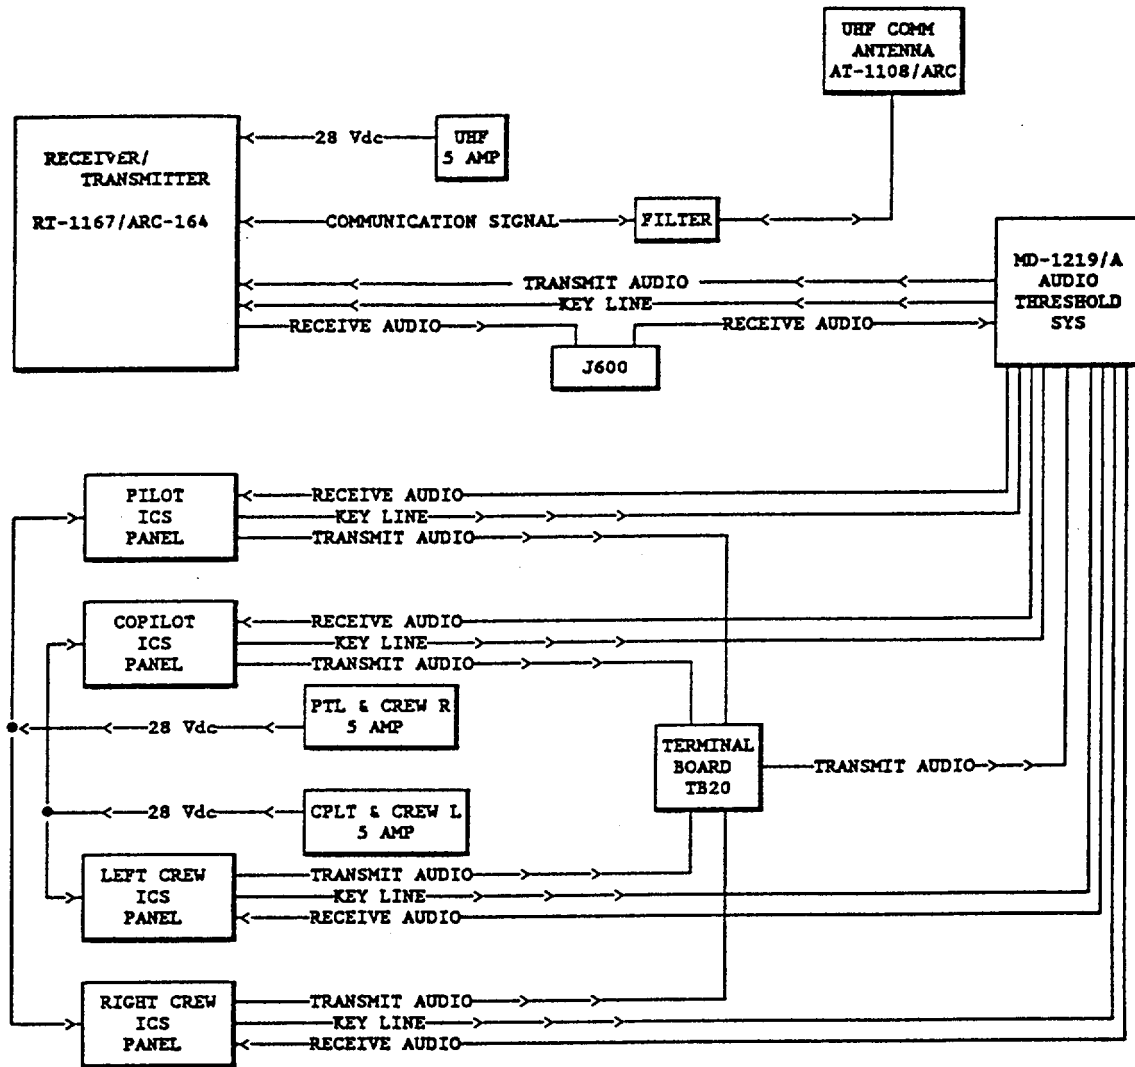 UHF COMM
ANTENNA
AT-1108/ARC
28 Vdc
UHF
5 AMP
RECEIVER/
TRANSMITTER
RT-1167/ARC-164
COMMUNICATION SIGNAL
FILTER
MD-1219/A
AUDIO
THRESHOLD
SYS
TRANSMIT AUDIO
KEY LINE
RECEIVE AUDIO
RECEIVE AUDIO
J600
PILOT
ICS
PANEL
RECEIVE AUDIO
KEY LINE
TRANSMIT AUDIO
COPILOT
ICS
PANEL
RECEIVE AUDIO
KEY LINE
TRANSMIT AUDIO
28 Vdc
PTL & CREW R
5 AMP
TERMINAL
BOARD
TB20
TRANSMIT AUDIO
28 Vdc
CPLT & CREW L
5 AMP
LEFT CREW
ICS
PANEL
TRANSMIT AUDIO
KEY LINE
RECEIVE AUDIO
RIGHT CREW
ICS
PANEL
TRANSMIT AUDIO
KEY LINE
RECEIVE AUDIO